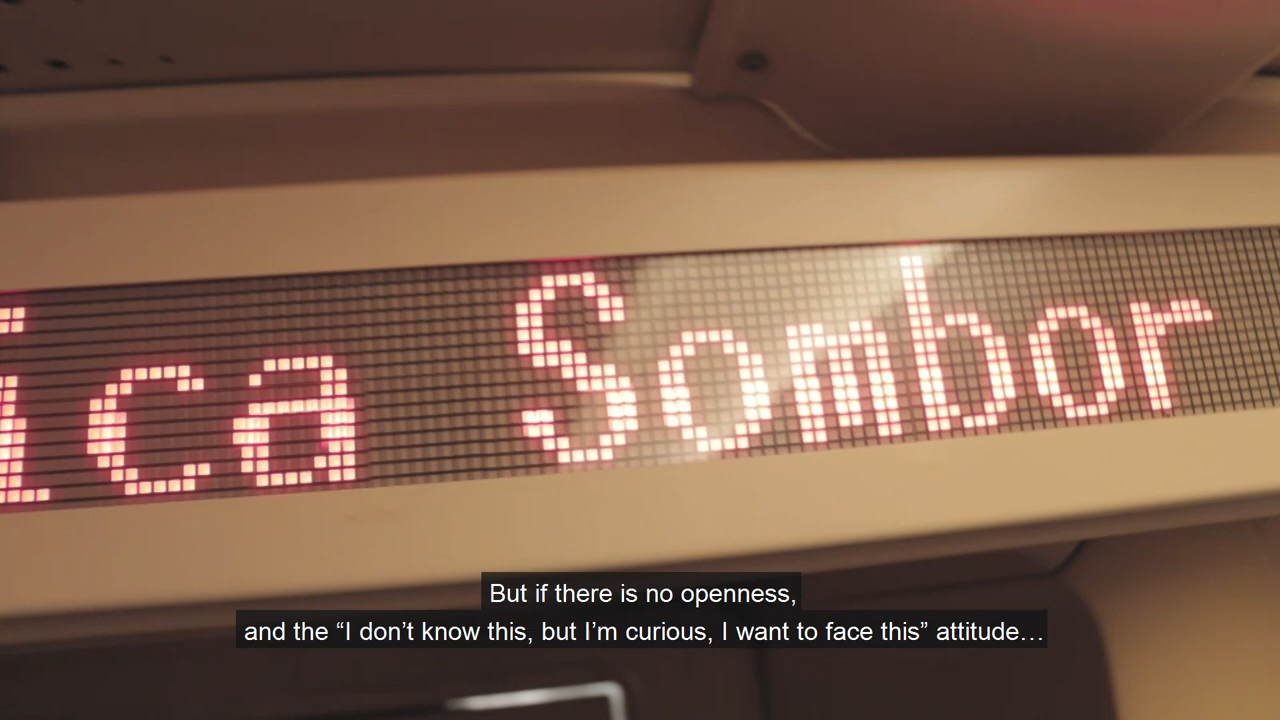 ica Sombor
But if there is no openness,
and the “I don’t know this, but I’m curious, I want to face this” attitude…